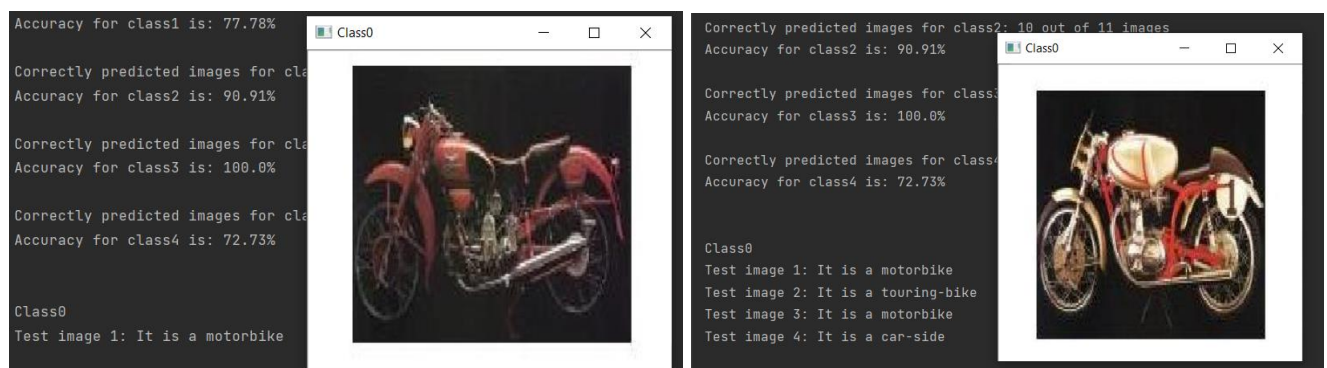 Accuracy for class1 is: 77.78%
Correctly predicted images for cla
Accuracy for class2 is: 90.91%
Correctly predicted images for cla
Accuracy for class3 is: 100.0%
Correctly predicted images for cla
Accuracy for class4 is: 72.73%
Class0
Test image 1: It is a motorbike
Class0
Correctly predicted images for class2: 10 out of 11 images
Accuracy for class2 is: 90.91%
Correctly predicted images for class3
Accuracy for class3 is: 100.0%
Correctly predicted images for class4
Accuracy for class4 is: 72.73%
Class0
Test image 1: It is a motorbike
Test image 2: It is a touring-bike
Test image 3: It is a motorbike
Test image 4: It is a car-side
Class0
1